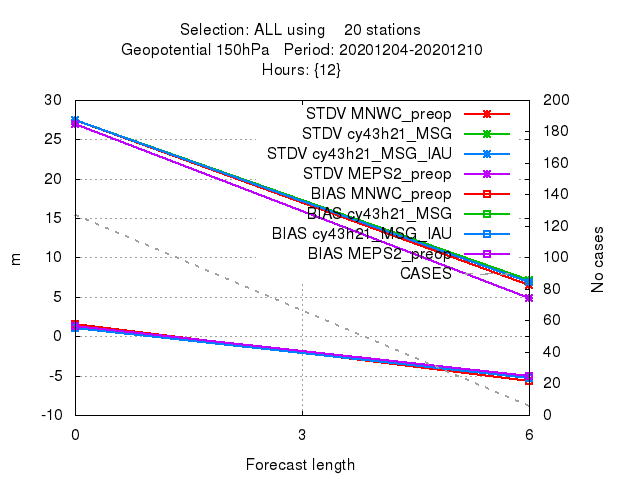 Selection: ALL using 20 stations
Geopotential 150hPa Period: 20201204-20201210
Hours: {12}
30 200
STDV MNWC_preop
180
25 STDV cy43h21_MSG
160
STDV cy43h21_MSG_IAU
20 STDV MEPS2_preop
140
BIAS MNWC_preop
15 BIAS cy43h21_MSG 120
BIAS cy43h21_MSG_IAU
10 BIAS MEPS2_preop 100
CASES
m
No cases
5 80
60
0
40
-5
20
-10 0
0 3 6
Forecast length